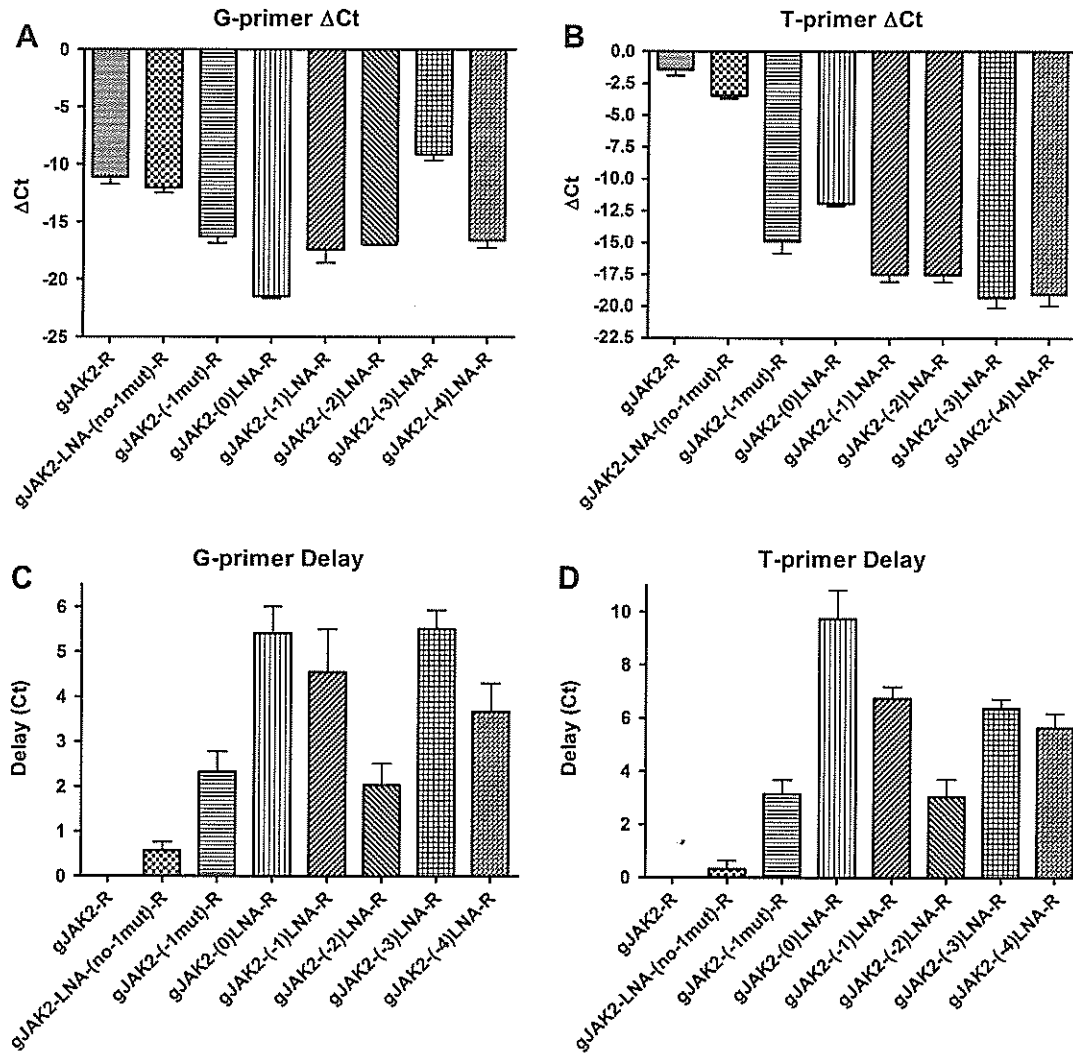 A
G-primer ΔCt
ΔCt
0
-5
-10
-15
-20
-25
gJAK2-R
gJAK2-LNA-(no-1mut)-R
gJAK2-(-1mut)-R
gJAK2-(0)LNA-R
gJAK2-(-1)LNA-R
gJAK2-(-2)LNA-R
gJAK2-(-3)LNA-R
gJAK2-(-4)LNA-R
B
T-primer ΔCt
ΔCt
0.0
-2.5
-5.0
-7.5
-10.0
-12.5
-15.0
-17.5
-20.0
-22.5
gJAK2-R
gJAK2-LNA-(no-1mut)-R
gJAK2-(-1mut)-R
gJAK2-(0)LNA-R
gJAK2-(-1)LNA-R
gJAK2-(-2)LNA-R
gJAK2-(-3)LNA-R
gJAK2-(-4)LNA-R
C
G-primer Delay
Delay (Ct)
6
5
4
3
2
1
0
gJAK2-R
gJAK2-LNA-(no-1mut)-R
gJAK2-(-1mut)-R
gJAK2-(0)LNA-R
gJAK2-(-1)LNA-R
gJAK2-(-2)LNA-R
gJAK2-(-3)LNA-R
gJAK2-(-4)LNA-R
D
T-primer Delay
Delay (Ct)
10
8
6
4
2
0
gJAK2-R
gJAK2-LNA-(no-1mut)-R
gJAK2-(-1mut)-R
gJAK2-(0)LNA-R
gJAK2-(-1)LNA-R
gJAK2-(-2)LNA-R
gJAK2-(-3)LNA-R
gJAK2-(-4)LNA-R